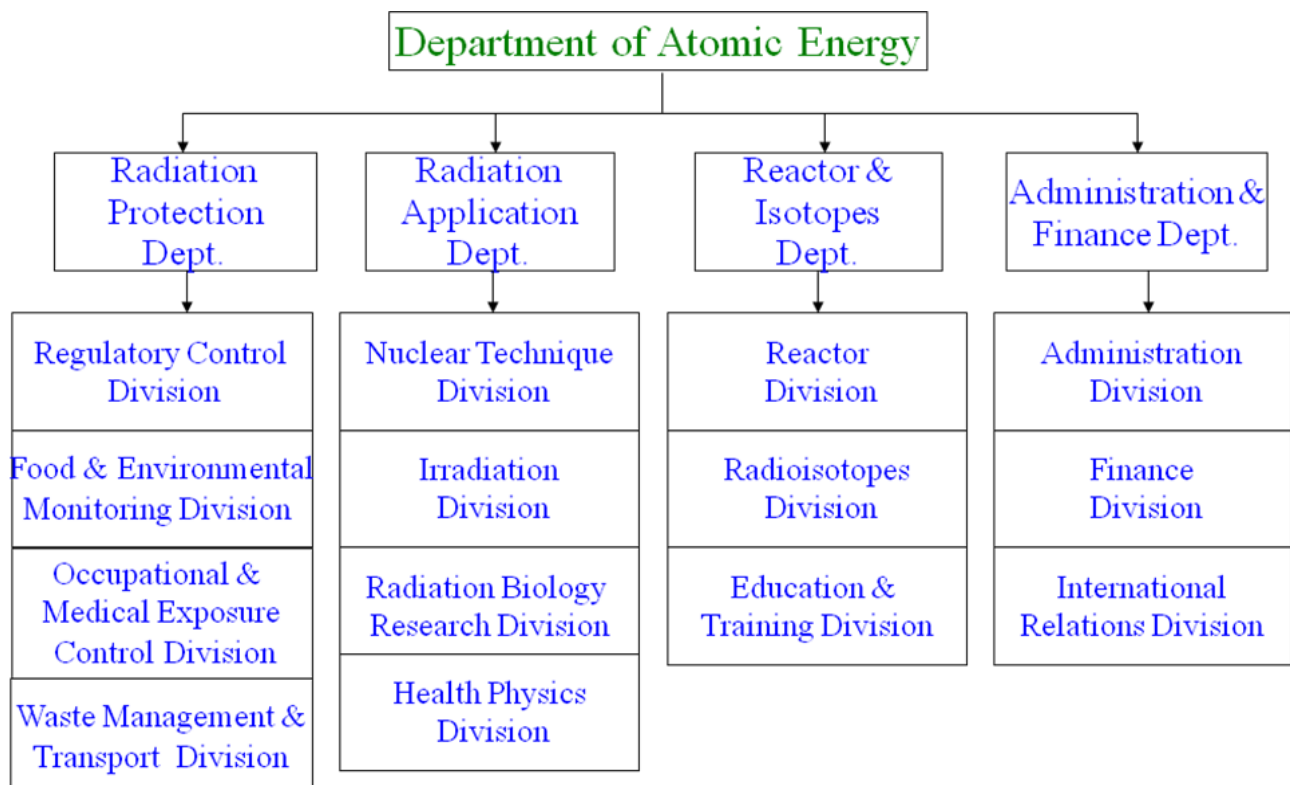 Department of Atomic Energy
Radiation
Protection
Dept.
Radiation
Application
Dept.
Reactor &
Isotopes
Dept.
Administration &
Finance Dept.
Regulatory Control
Division
Food & Environmental
Monitoring Division
Occupational &
Medical Exposure
Control Division
Waste Management &
Transport Division
Nuclear Technique
Division
Irradiation
Division
Radiation Biology
Research Division
Health Physics
Division
Reactor
Division
Radioisotopes
Division
Education &
Training Division
Administration
Division
Finance
Division
International
Relations Division